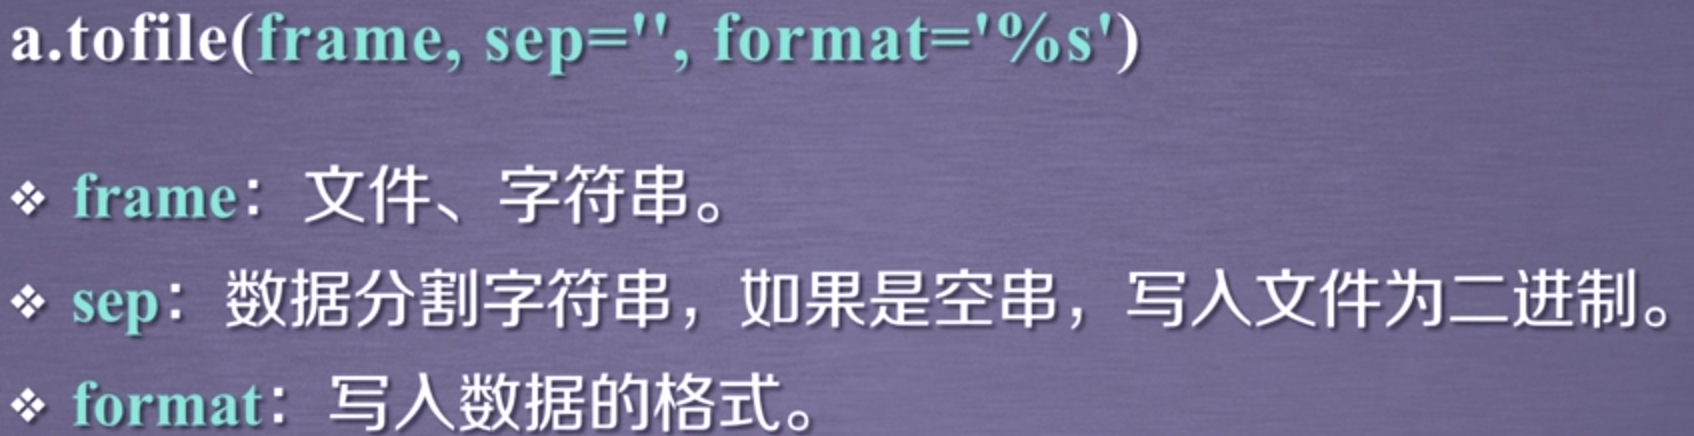 a.tofile(frame, sep='', format='%s')
❖ frame：文件、字符串。
❖ sep：数据分割字符串，如果是空串，写入文件为二进制。
❖ format：写入数据的格式。